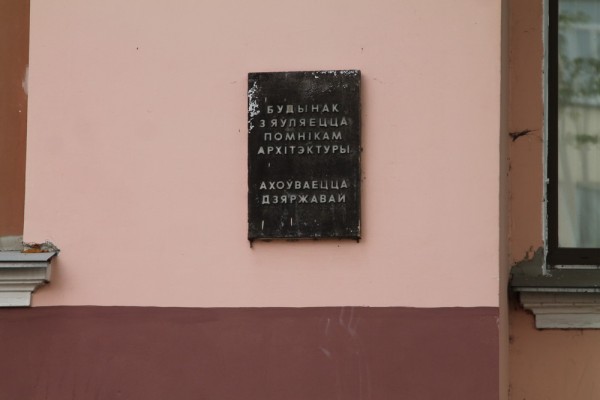 БУДЫНАК
З'ЯЎЛЯЕЦЦА
ПОМНІКАМ
АРХІТЭКТУРЫ
АХОЎВАЕЦЦА
ДЗЯРЖАВАЙ